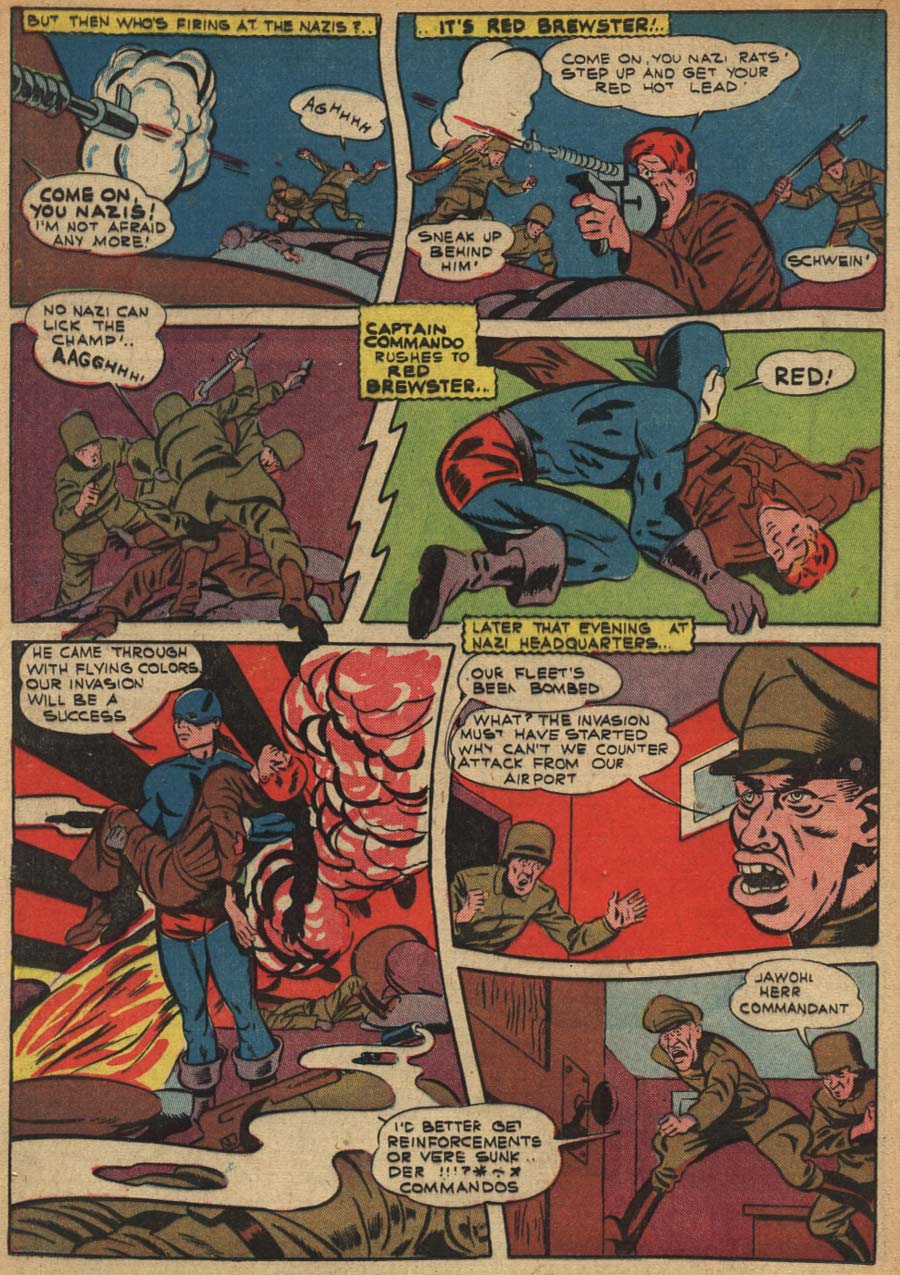 BUT THEN WHO'S FIRING AT THE NAZIS?..
AGHHHH
COME ON,
YOU NAZIS!
I'M NOT AFRAID
ANY MORE!
.. IT'S RED BREWSTER!..
COME ON, YOU NAZI RATS!
STEP UP AND GET YOUR
RED HOT LEAD!
SNEAK UP
BEHIND
HIM!
SCHWEIN!
NO NAZI CAN
LICK THE
CHAMP!..
AAGGHHH!
CAPTAIN
COMMANDO
RUSHES TO
RED
BREWSTER...
RED!
HE CAME THROUGH
WITH FLYING COLORS.
OUR INVASION
WILL BE A
SUCCESS
LATER THAT EVENING AT
NAZI HEADQUARTERS...
OUR FLEET'S
BEEN BOMBED
WHAT? THE INVASION
MUST HAVE STARTED
WHY CAN'T WE COUNTER
ATTACK FROM OUR
AIRPORT
JAWOHL
HERR
COMMANDANT
I'D BETTER GET
REINFORCEMENTS
OR VERE SUNK..
DER !!!?*~*
COMMANDOS